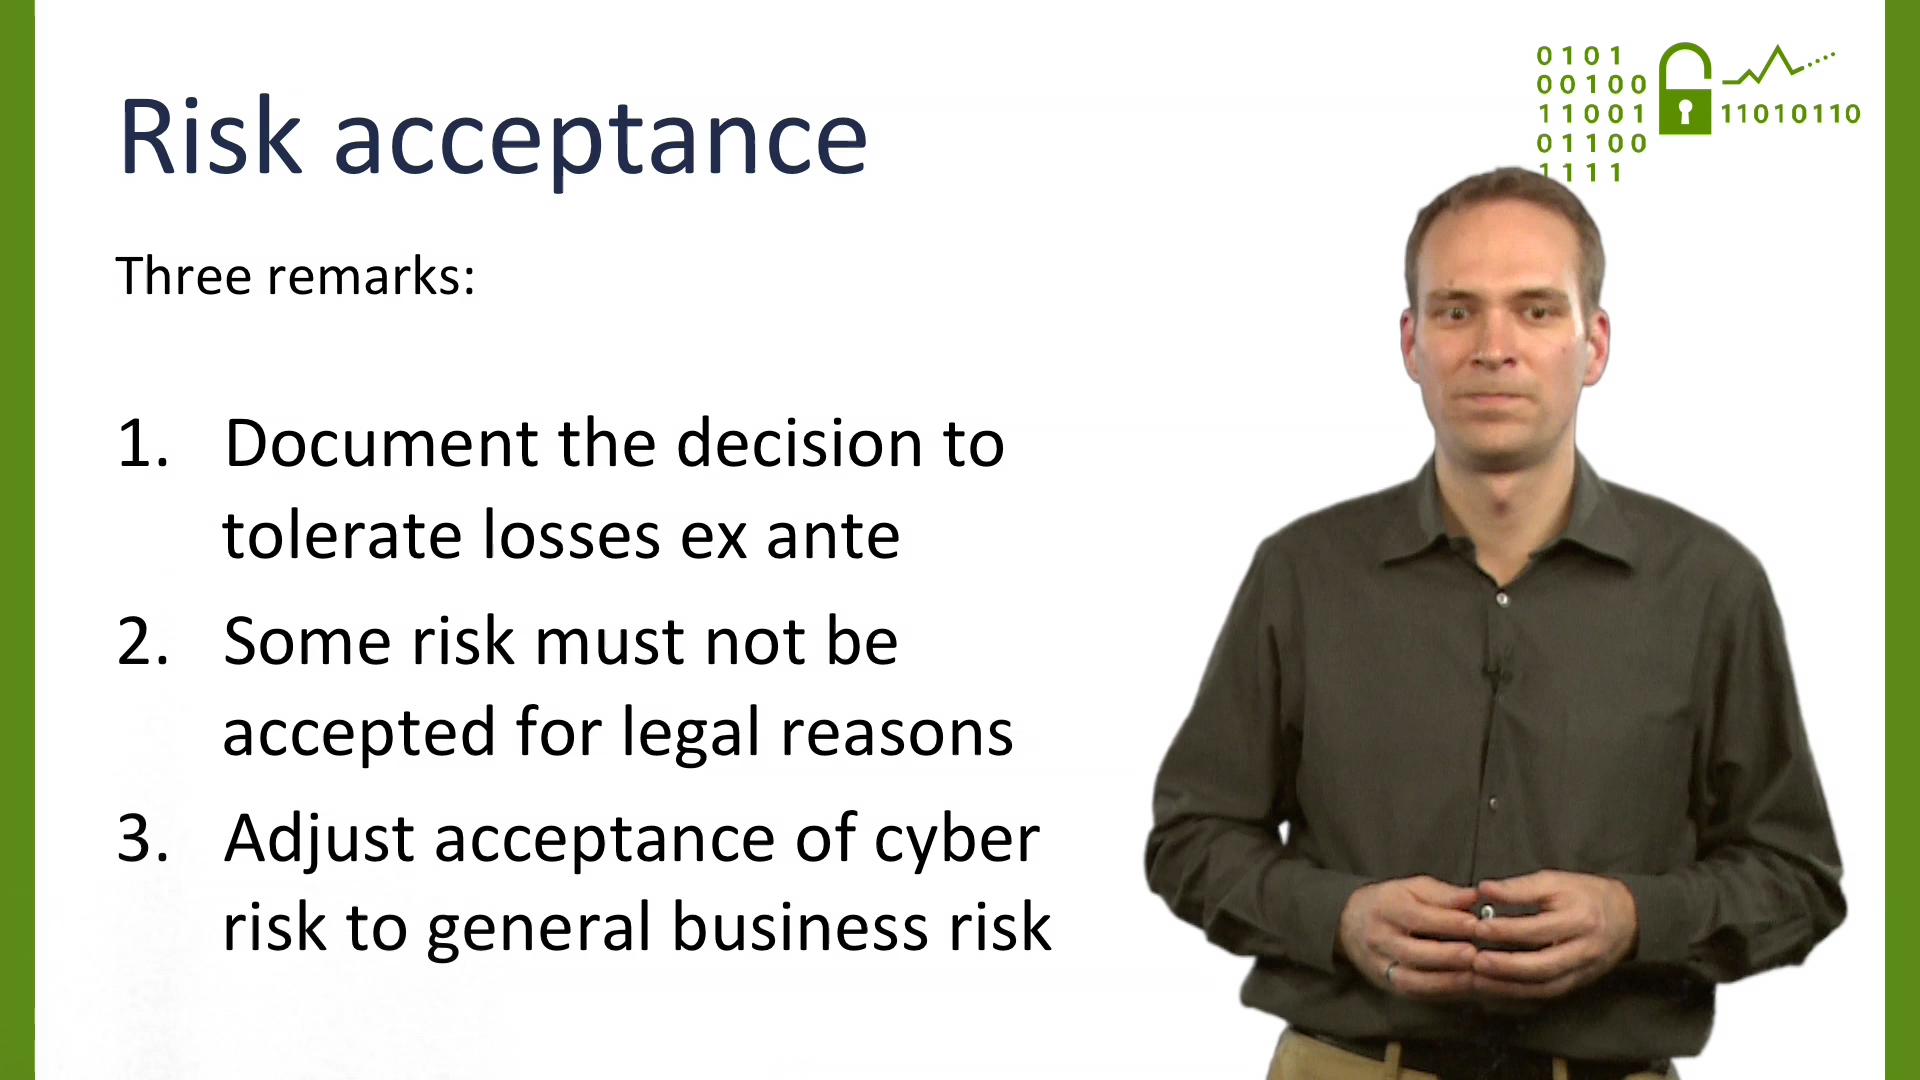 Risk acceptance
0101
00100
11001
11010110
01100
1111
Three remarks:
1. Document the decision to
tolerate losses ex ante
2. Some risk must not be
accepted for legal reasons
3. Adjust acceptance of cyber
risk to general business risk